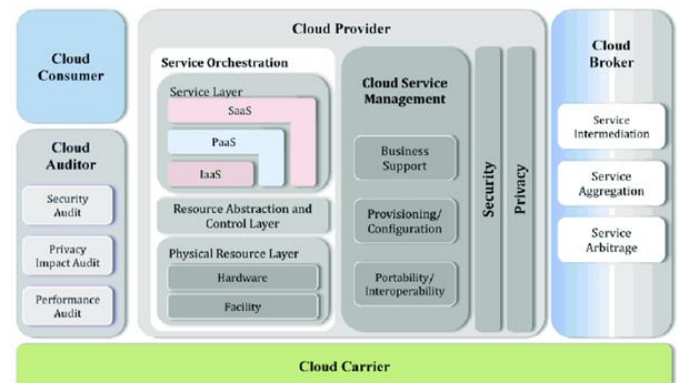 Cloud
Consumer
Cloud
Auditor
Security
Audit
Privacy
Impact Audit
Performance
Audit
Cloud Provider
Service Orchestration
Service Layer
SaaS
PaaS
IaaS
Resource Abstraction and
Control Layer
Physical Resource Layer
Hardware
Facility
Cloud Service
Management
Business
Support
Provisioning/
Configuration
Portability/
Interoperability
Security
Privacy
Cloud
Broker
Service
Intermediation
Service
Aggregation
Service
Arbitrage
Cloud Carrier